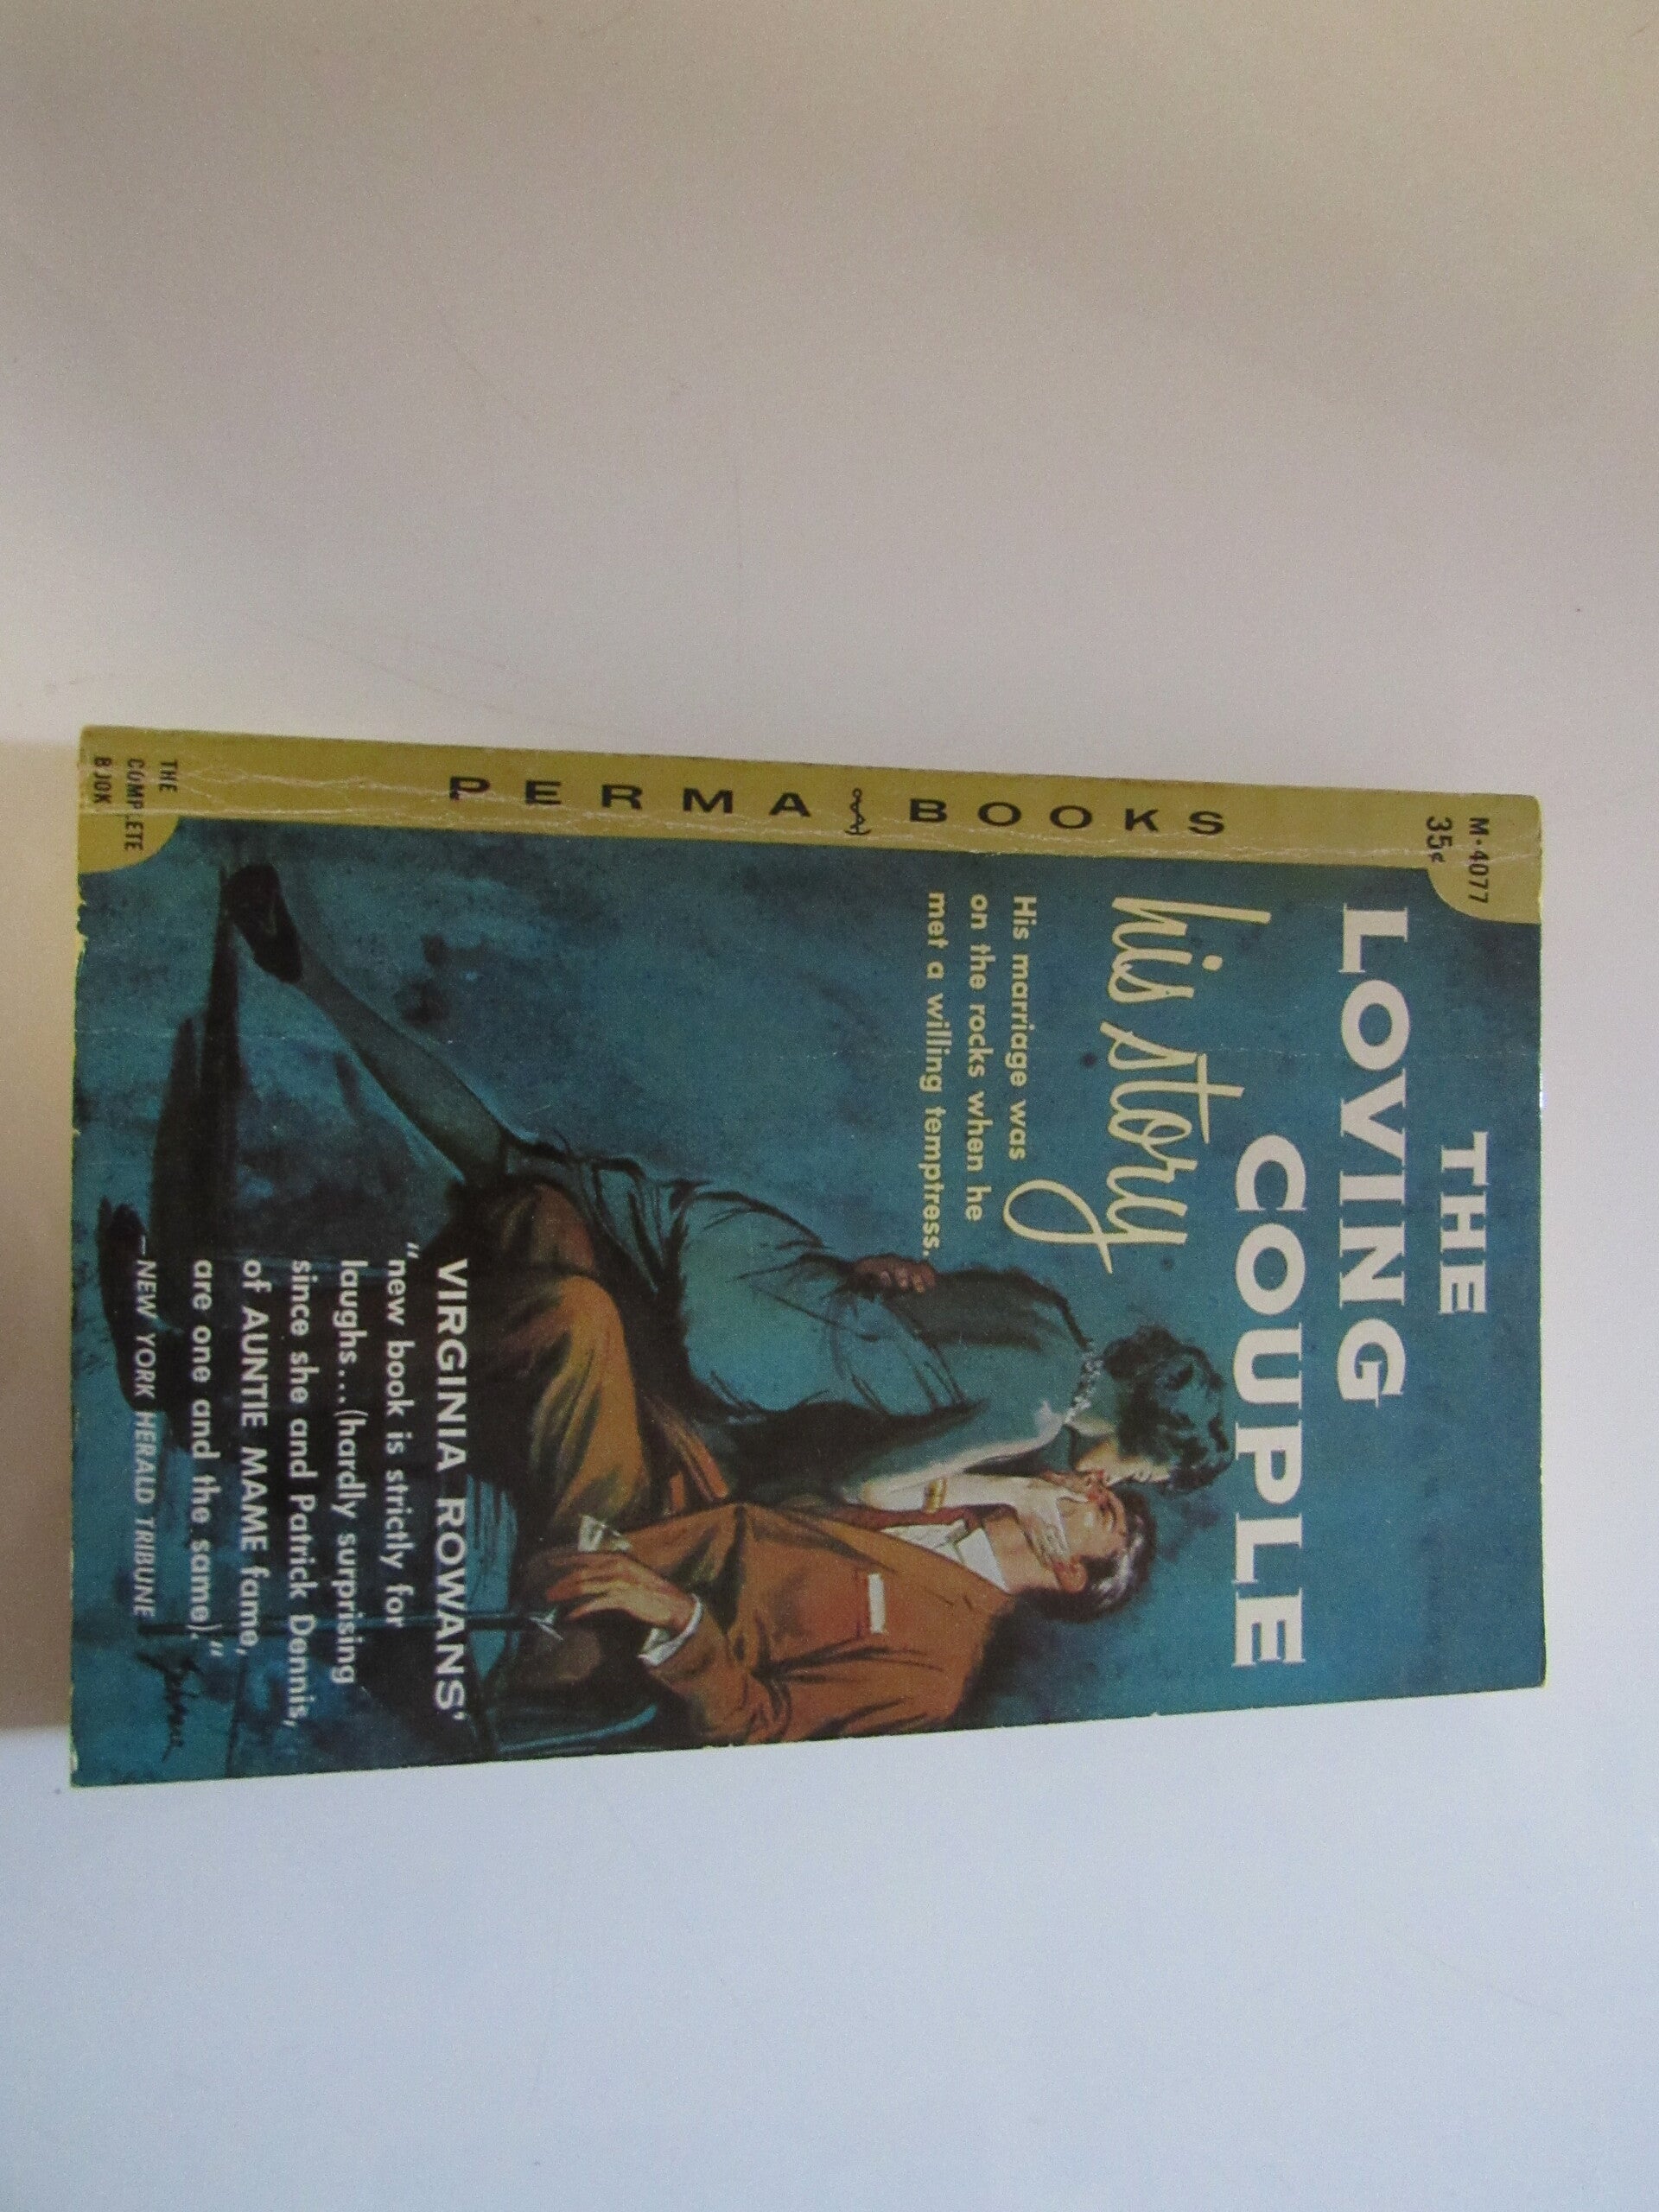 M·4077
35¢
THE
LOVING
COUPLE
his story
His marriage was
on the rocks when he
met a willing temptress.
PERMA BOOKS
VIRGINIA ROWANS'
"new book is strictly for
laughs...(hardly surprising
since she and Patrick Dennis,
of AUNTIE MAME fame,
are one and the same)."
—NEW YORK HERALD TRIBUNE
THE
COMPLETE
BOOK